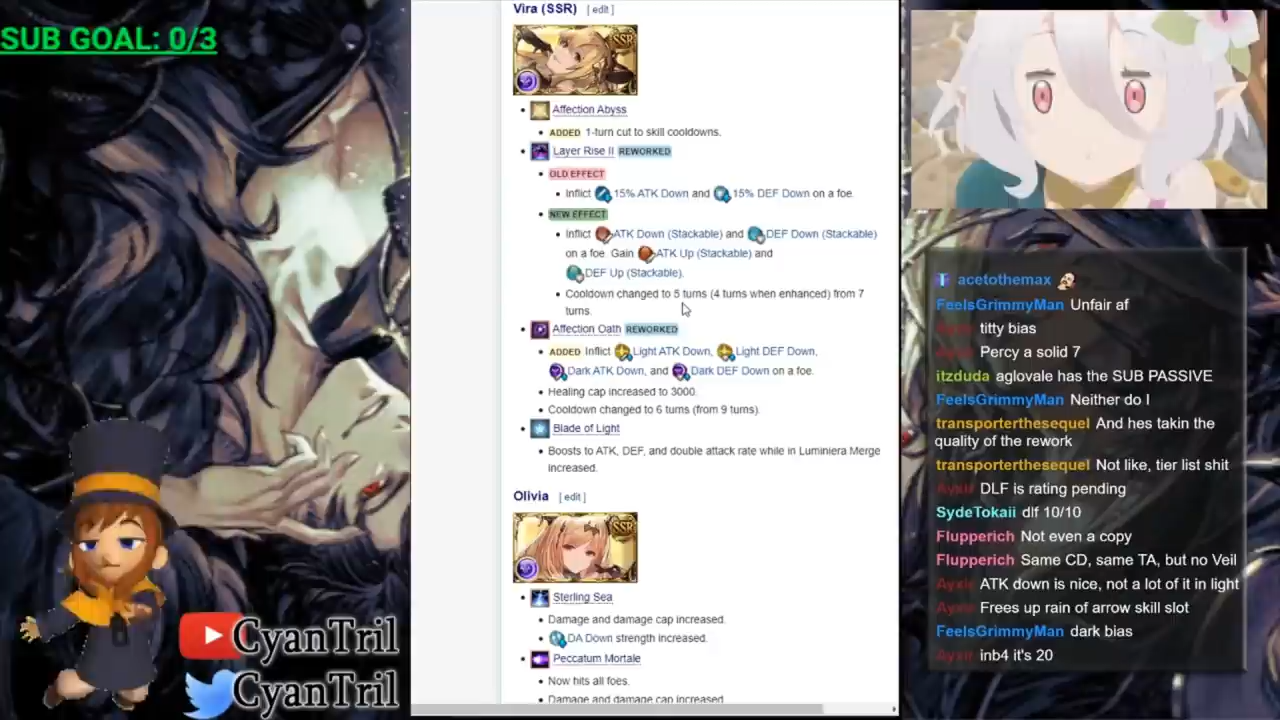 SUB GOAL: 0/3
CyanTril
CyanTril
Vira (SSR) [ edit ]
SSR
Affection Abyss
ADDED 1-turn cut to skill cooldowns.
Layer Rise II REWORKED
OLD EFFECT
Inflict 15% ATK Down and 15% DEF Down on a foe.
NEW EFFECT
Inflict ATK Down (Stackable) and DEF Down (Stackable)
on a foe Gain ATK Up (Stackable) and
DEF Up (Stackable).
Cooldown changed to 5 turns (4 turns when enhanced) from 7
turns.
Affection Oath REWORKED
ADDED Inflict Light ATK Down, Light DEF Down,
Dark ATK Down, and Dark DEF Down on a foe.
Healing cap increased to 3000.
Cooldown changed to 6 turns (from 9 turns).
Blade of Light
Boosts to ATK, DEF, and double attack rate while in Luminiera Merge
increased.
Olivia [ edit ]
SSR
Sterling Sea
Damage and damage cap increased.
DA Down strength increased.
Peccatum Mortale
Now hits all foes.
Damage and damage cap increased
acetothemax
FeelsGrimmyMan Unfair af
titty bias
Percy a solid 7
itzduda aglovale has the SUB PASSIVE
FeelsGrimmyMan Neither do I
transporterthesequel And hes takin the
quality of the rework
transporterthesequel Not like, tier list shit
DLF is rating pending
SydeTokaii dlf 10/10
Flupperich Not even a copy
Flupperich Same CD, same TA, but no Veil
ATK down is nice, not a lot of it in light
Frees up rain of arrow skill slot
FeelsGrimmyMan dark bias
inb4 it's 20